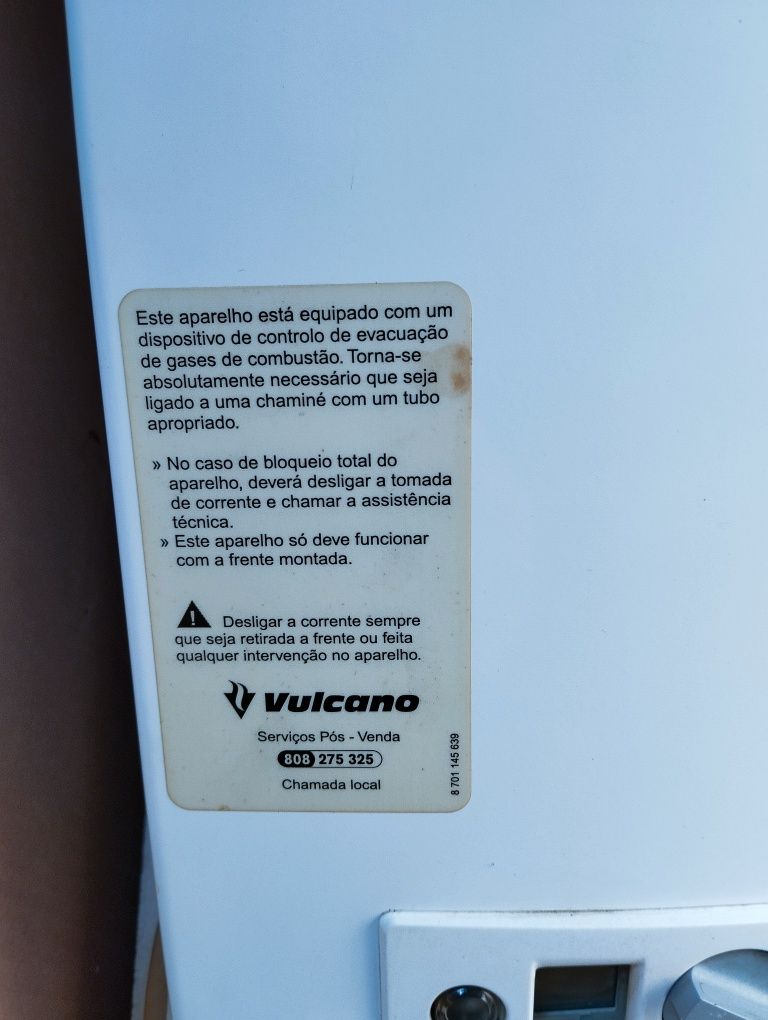 Este aparelho está equipado com um
dispositivo de controlo de evacuação
de gases de combustão. Torna-se
absolutamente necessário que seja
ligado a uma chaminé com um tubo
apropriado.
» No caso de bloqueio total do
aparelho, deverá desligar a tomada
de corrente e chamar a assistência
técnica.
» Este aparelho só deve funcionar
com a frente montada.
Desligar a corrente sempre
que seja retirada a frente ou feita
qualquer intervenção no aparelho.
Vulcano
Serviços Pós - Venda
808 275 325
Chamada local
8 701 145 639